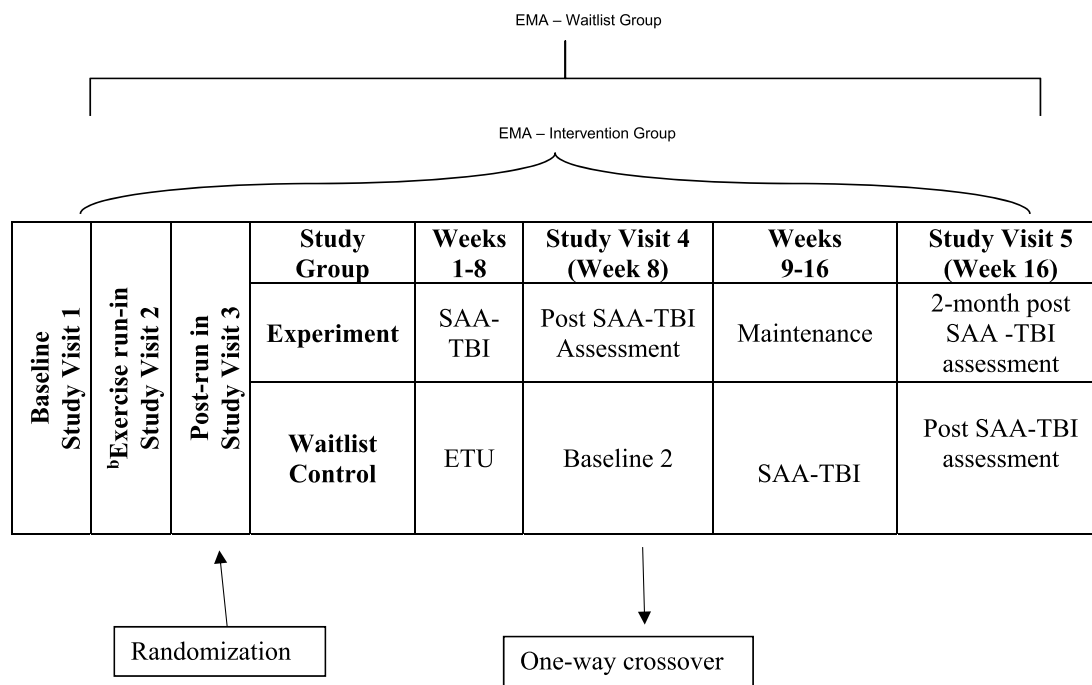 EMA – Waitlist Group
EMA – Intervention Group
Baseline
Study Visit 1
ᵇExercise run-in
Study Visit 2
Post-run in
Study Visit 3
Study
Group
Weeks
1-8
Study Visit 4
(Week 8)
Weeks
9-16
Study Visit 5
(Week 16)
Experiment
SAA-
TBI
Post SAA-TBI
Assessment
Maintenance
2-month post
SAA -TBI
assessment
Waitlist
Control
ETU
Baseline 2
SAA-TBI
Post SAA-TBI
assessment
Randomization
One-way crossover